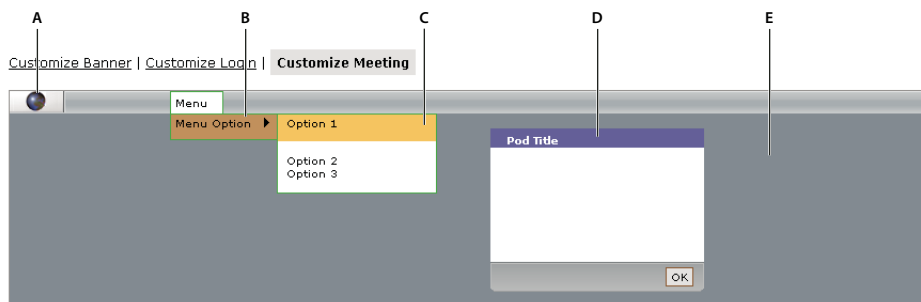 A B C D E
Customize Banner | Customize Login | Customize Meeting
Menu
Menu Option Option 1
Pod Title
Option 2
Option 3
OK